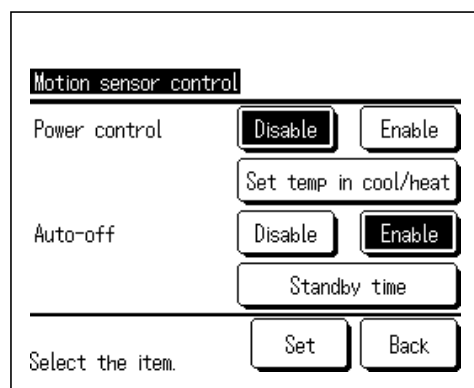 Motion sensor control
Power control Disable Enable
Set temp in cool/heat
Auto-off Disable Enable
Standby time
Select the item. Set Back